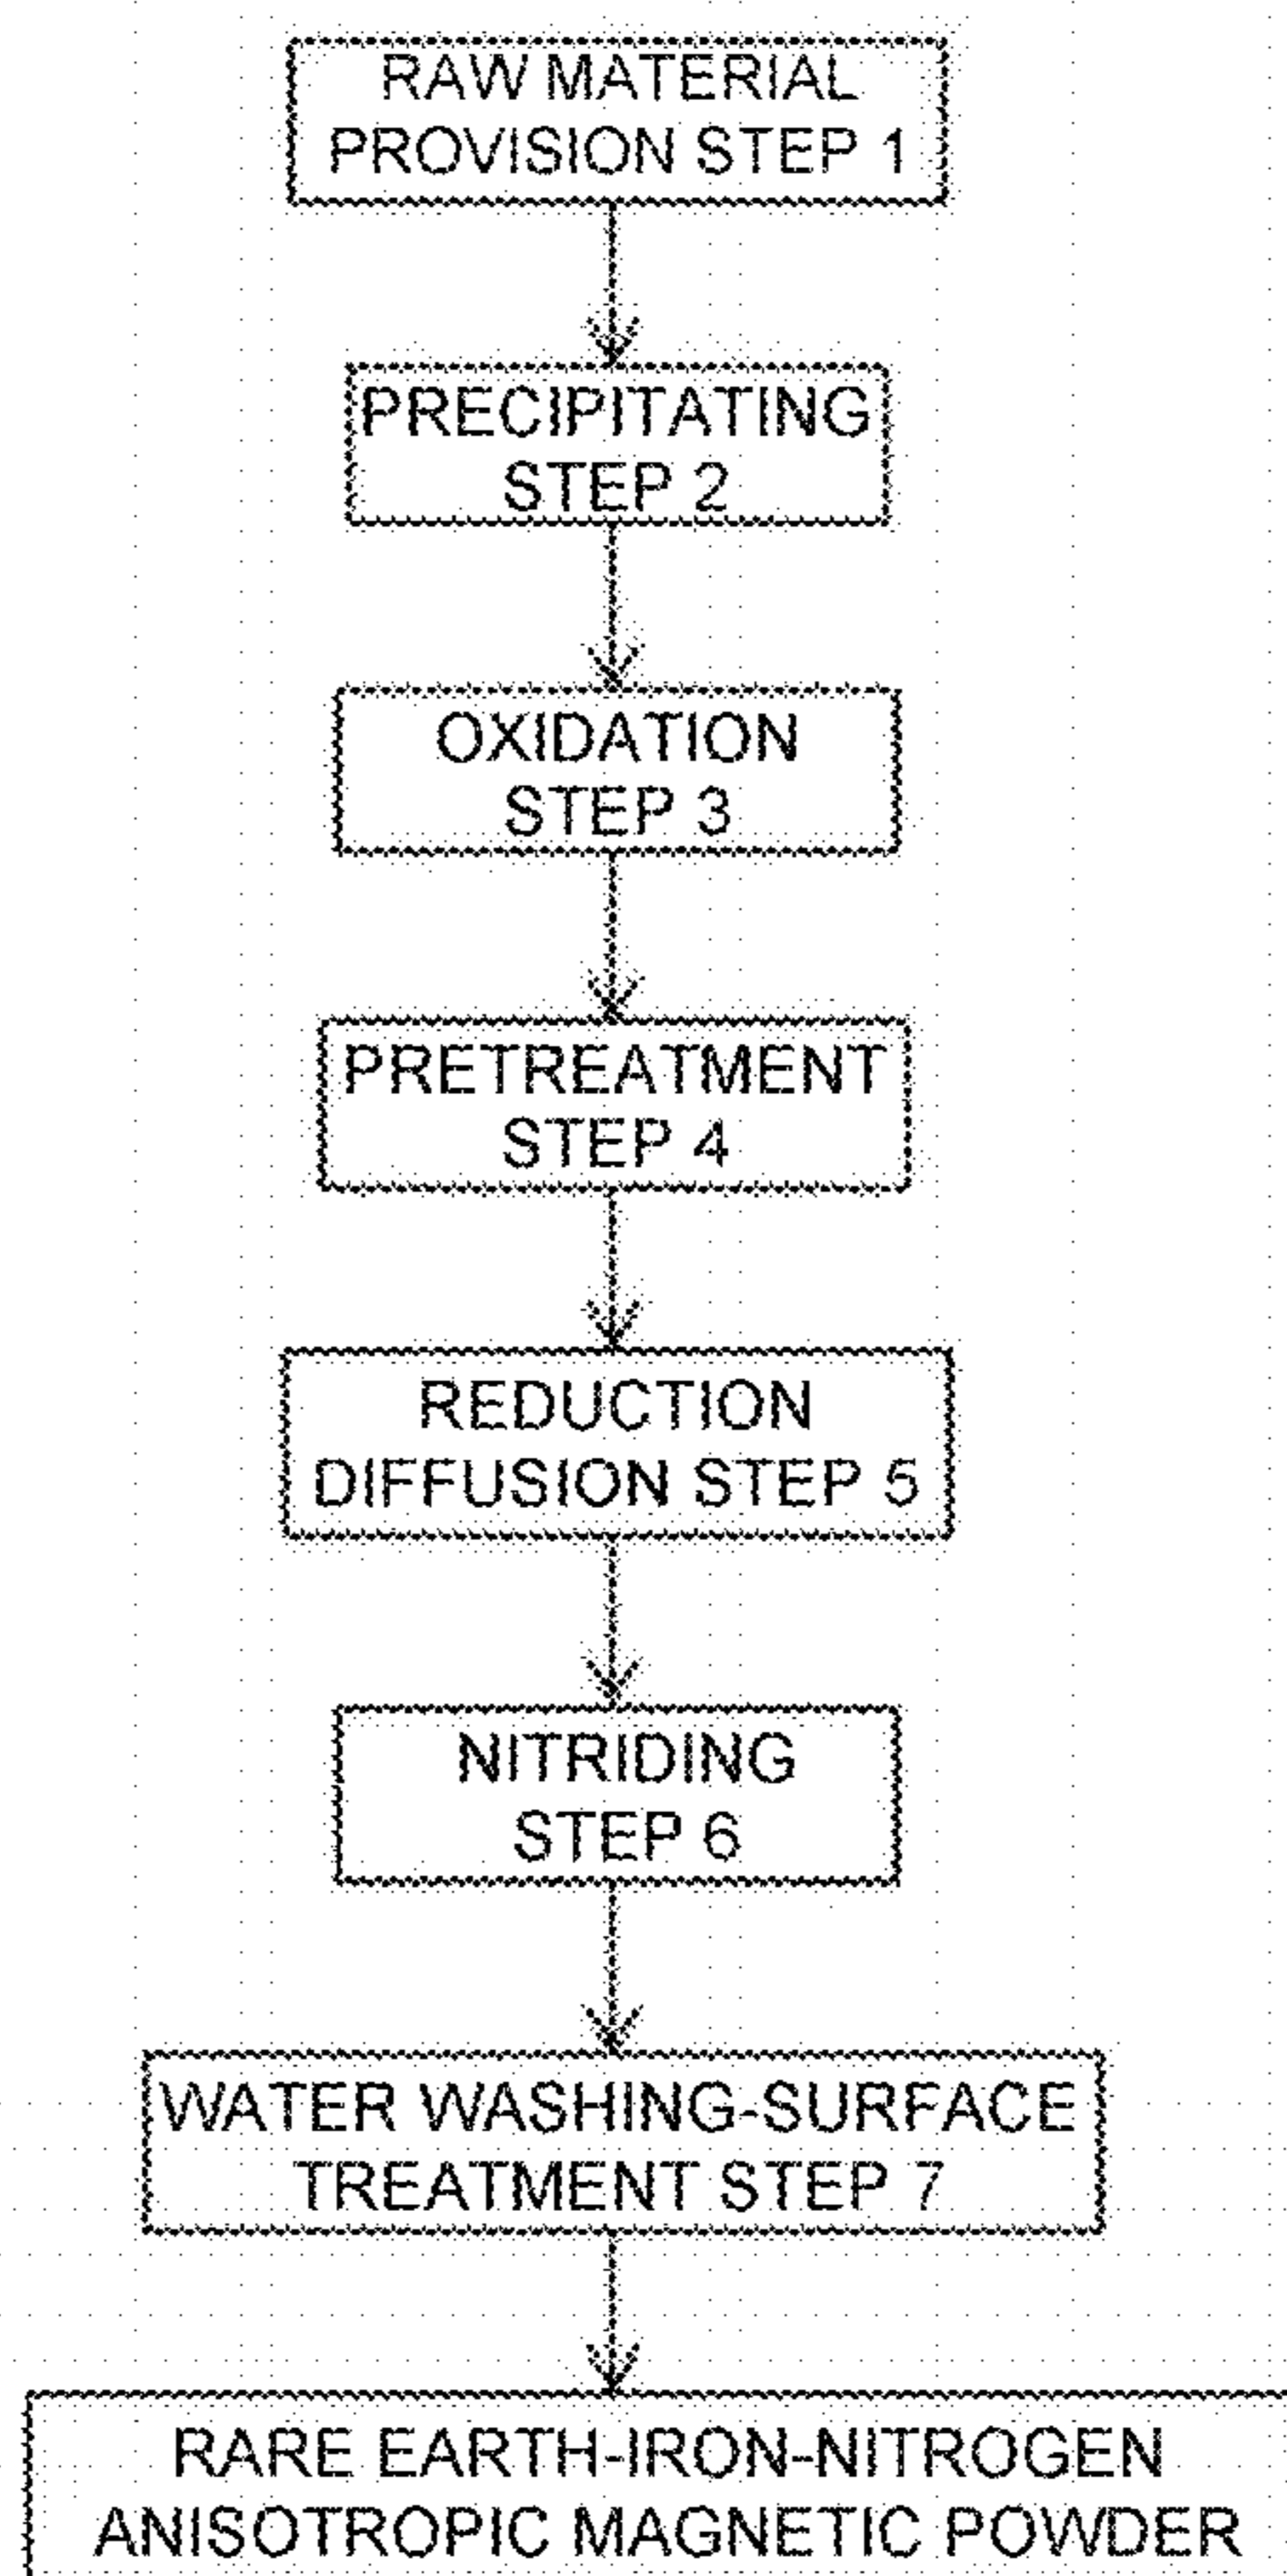 RAW MATERIAL
PROVISION STEP 1
PRECIPITATING
STEP 2
OXIDATION
STEP 3
PRETREATMENT
STEP 4
REDUCTION
DIFFUSION STEP 5
NITRIDING
STEP 6
WATER WASHING-SURFACE
TREATMENT STEP 7
RARE EARTH-IRON-NITROGEN
ANISOTROPIC MAGNETIC POWDER